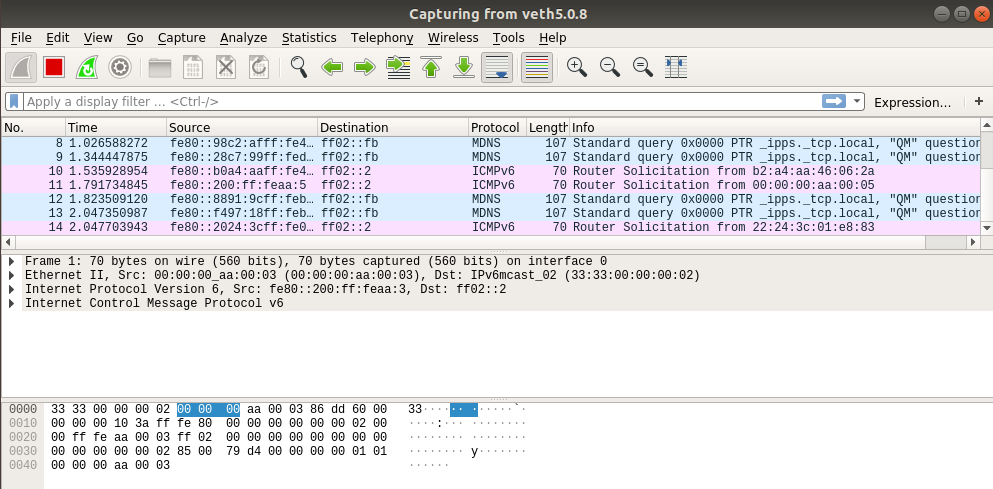 Capturing from veth5.0.8
File Edit View Go Capture Analyze Statistics Telephony Wireless Tools Help
Apply a display filter ... <Ctrl-/> Expression... +
No. Time Source Destination Protocol Length Info
8 1.026588272 fe80::98c2:afff:fe4… ff02::fb MDNS 107 Standard query 0x0000 PTR _ipps._tcp.local, "QM" question
9 1.344447875 fe80::28c7:99ff:fed… ff02::fb MDNS 107 Standard query 0x0000 PTR _ipps._tcp.local, "QM" question
10 1.535928954 fe80::b0a4:aaff:fe4… ff02::2 ICMPv6 70 Router Solicitation from b2:a4:aa:46:06:2a
11 1.791734845 fe80::200:ff:feaa:5 ff02::2 ICMPv6 70 Router Solicitation from 00:00:00:aa:00:05
12 1.823509120 fe80::8891:9cff:feb… ff02::fb MDNS 107 Standard query 0x0000 PTR _ipps._tcp.local, "QM" question
13 2.047350987 fe80::f497:18ff:feb… ff02::fb MDNS 107 Standard query 0x0000 PTR _ipps._tcp.local, "QM" question
14 2.047703943 fe80::2024:3cff:fe0… ff02::2 ICMPv6 70 Router Solicitation from 22:24:3c:01:e8:83
Frame 1: 70 bytes on wire (560 bits), 70 bytes captured (560 bits) on interface 0
Ethernet II, Src: 00:00:00_aa:00:03 (00:00:00:aa:00:03), Dst: IPv6mcast_02 (33:33:00:00:00:02)
Internet Protocol Version 6, Src: fe80::200:ff:feaa:3, Dst: ff02::2
Internet Control Message Protocol v6
0000 33 33 00 00 00 02 00 00 00 aa 00 03 86 dd 60 00 33·····​· ······`·
0010 00 00 00 10 3a ff fe 80 00 00 00 00 00 00 02 00 ····:··· ········
0020 00 ff fe aa 00 03 ff 02 00 00 00 00 00 00 00 00 ········ ········
0030 00 00 00 00 00 02 85 00 79 d4 00 00 00 00 01 01 ········ y·······
0040 00 00 00 aa 00 03 ······